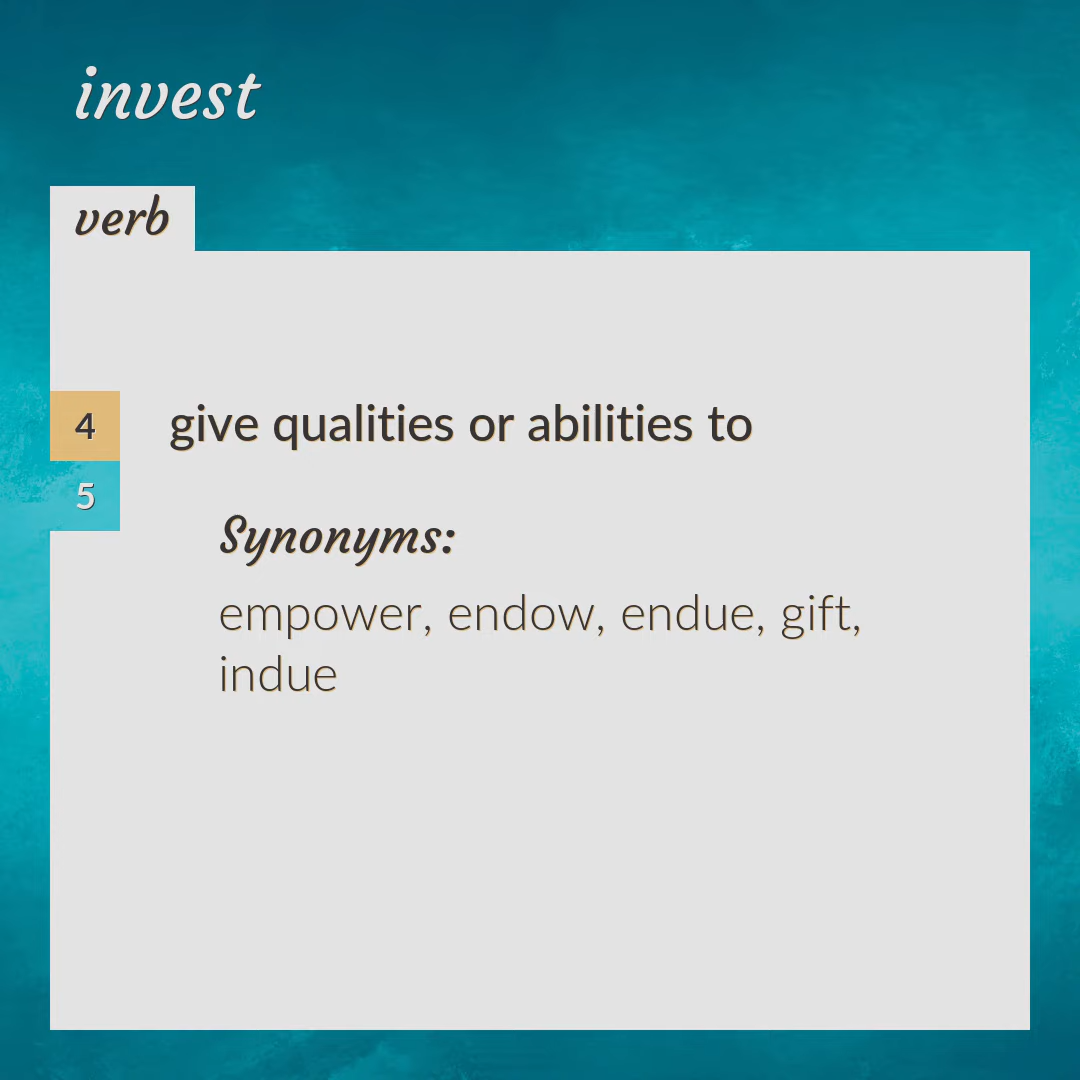 invest
verb
4
give qualities or abilities to
5
Synonyms:
empower, endow, endue, gift,
indue